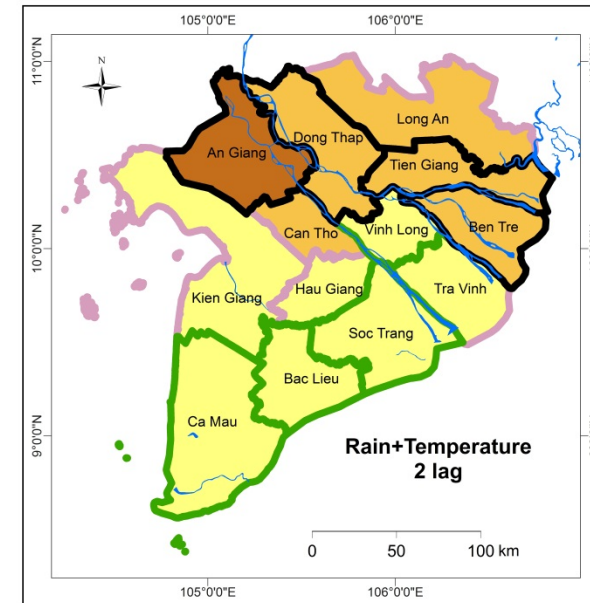 105°0'0"E 106°0'0"E
11°0'0"N
Long An
Dong Thap
An Giang
Tien Giang
Ben Tre
Vinh Long
Can Tho
10°0'0"N
Tra Vinh
Hau Giang
Kien Giang
Soc Trang
Bac Lieu
Ca Mau
9°0'0"N
Rain+Temperature
2 lag
0 50 100 km
105°0'0"E 106°0'0"E